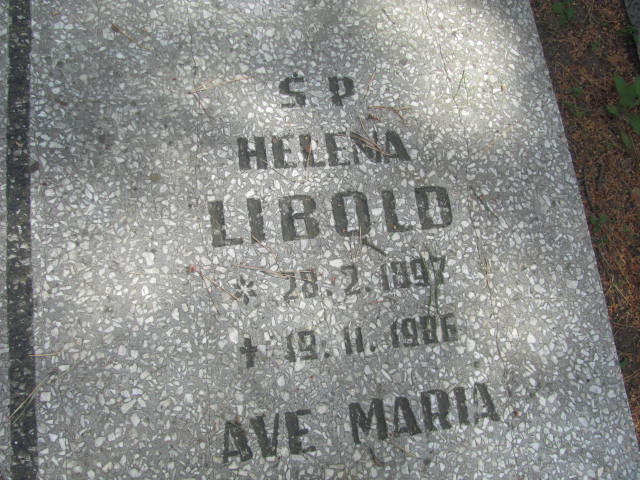 Ś P
HELENA
LIBOLD
* 28. 2. 1897
✝ 19. 11. 1986
AVE MARIA